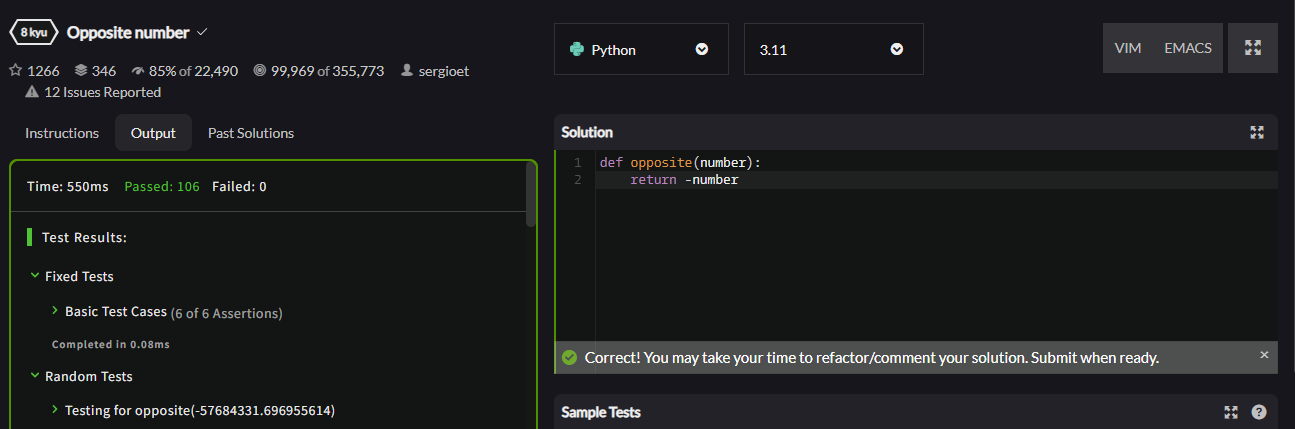 8 kyu Opposite number
1266 346 85% of 22,490 99,969 of 355,773 sergioet
12 Issues Reported
Instructions Output Past Solutions
Time: 550ms Passed: 106 Failed: 0
Test Results:
Fixed Tests
Basic Test Cases (6 of 6 Assertions)
Completed in 0.08ms
Random Tests
Testing for opposite(-57684331.696955614)
Python 3.11 VIM EMACS
Solution
1 def opposite(number):
2 return -number
Correct! You may take your time to refactor/comment your solution. Submit when ready. ×
Sample Tests ?